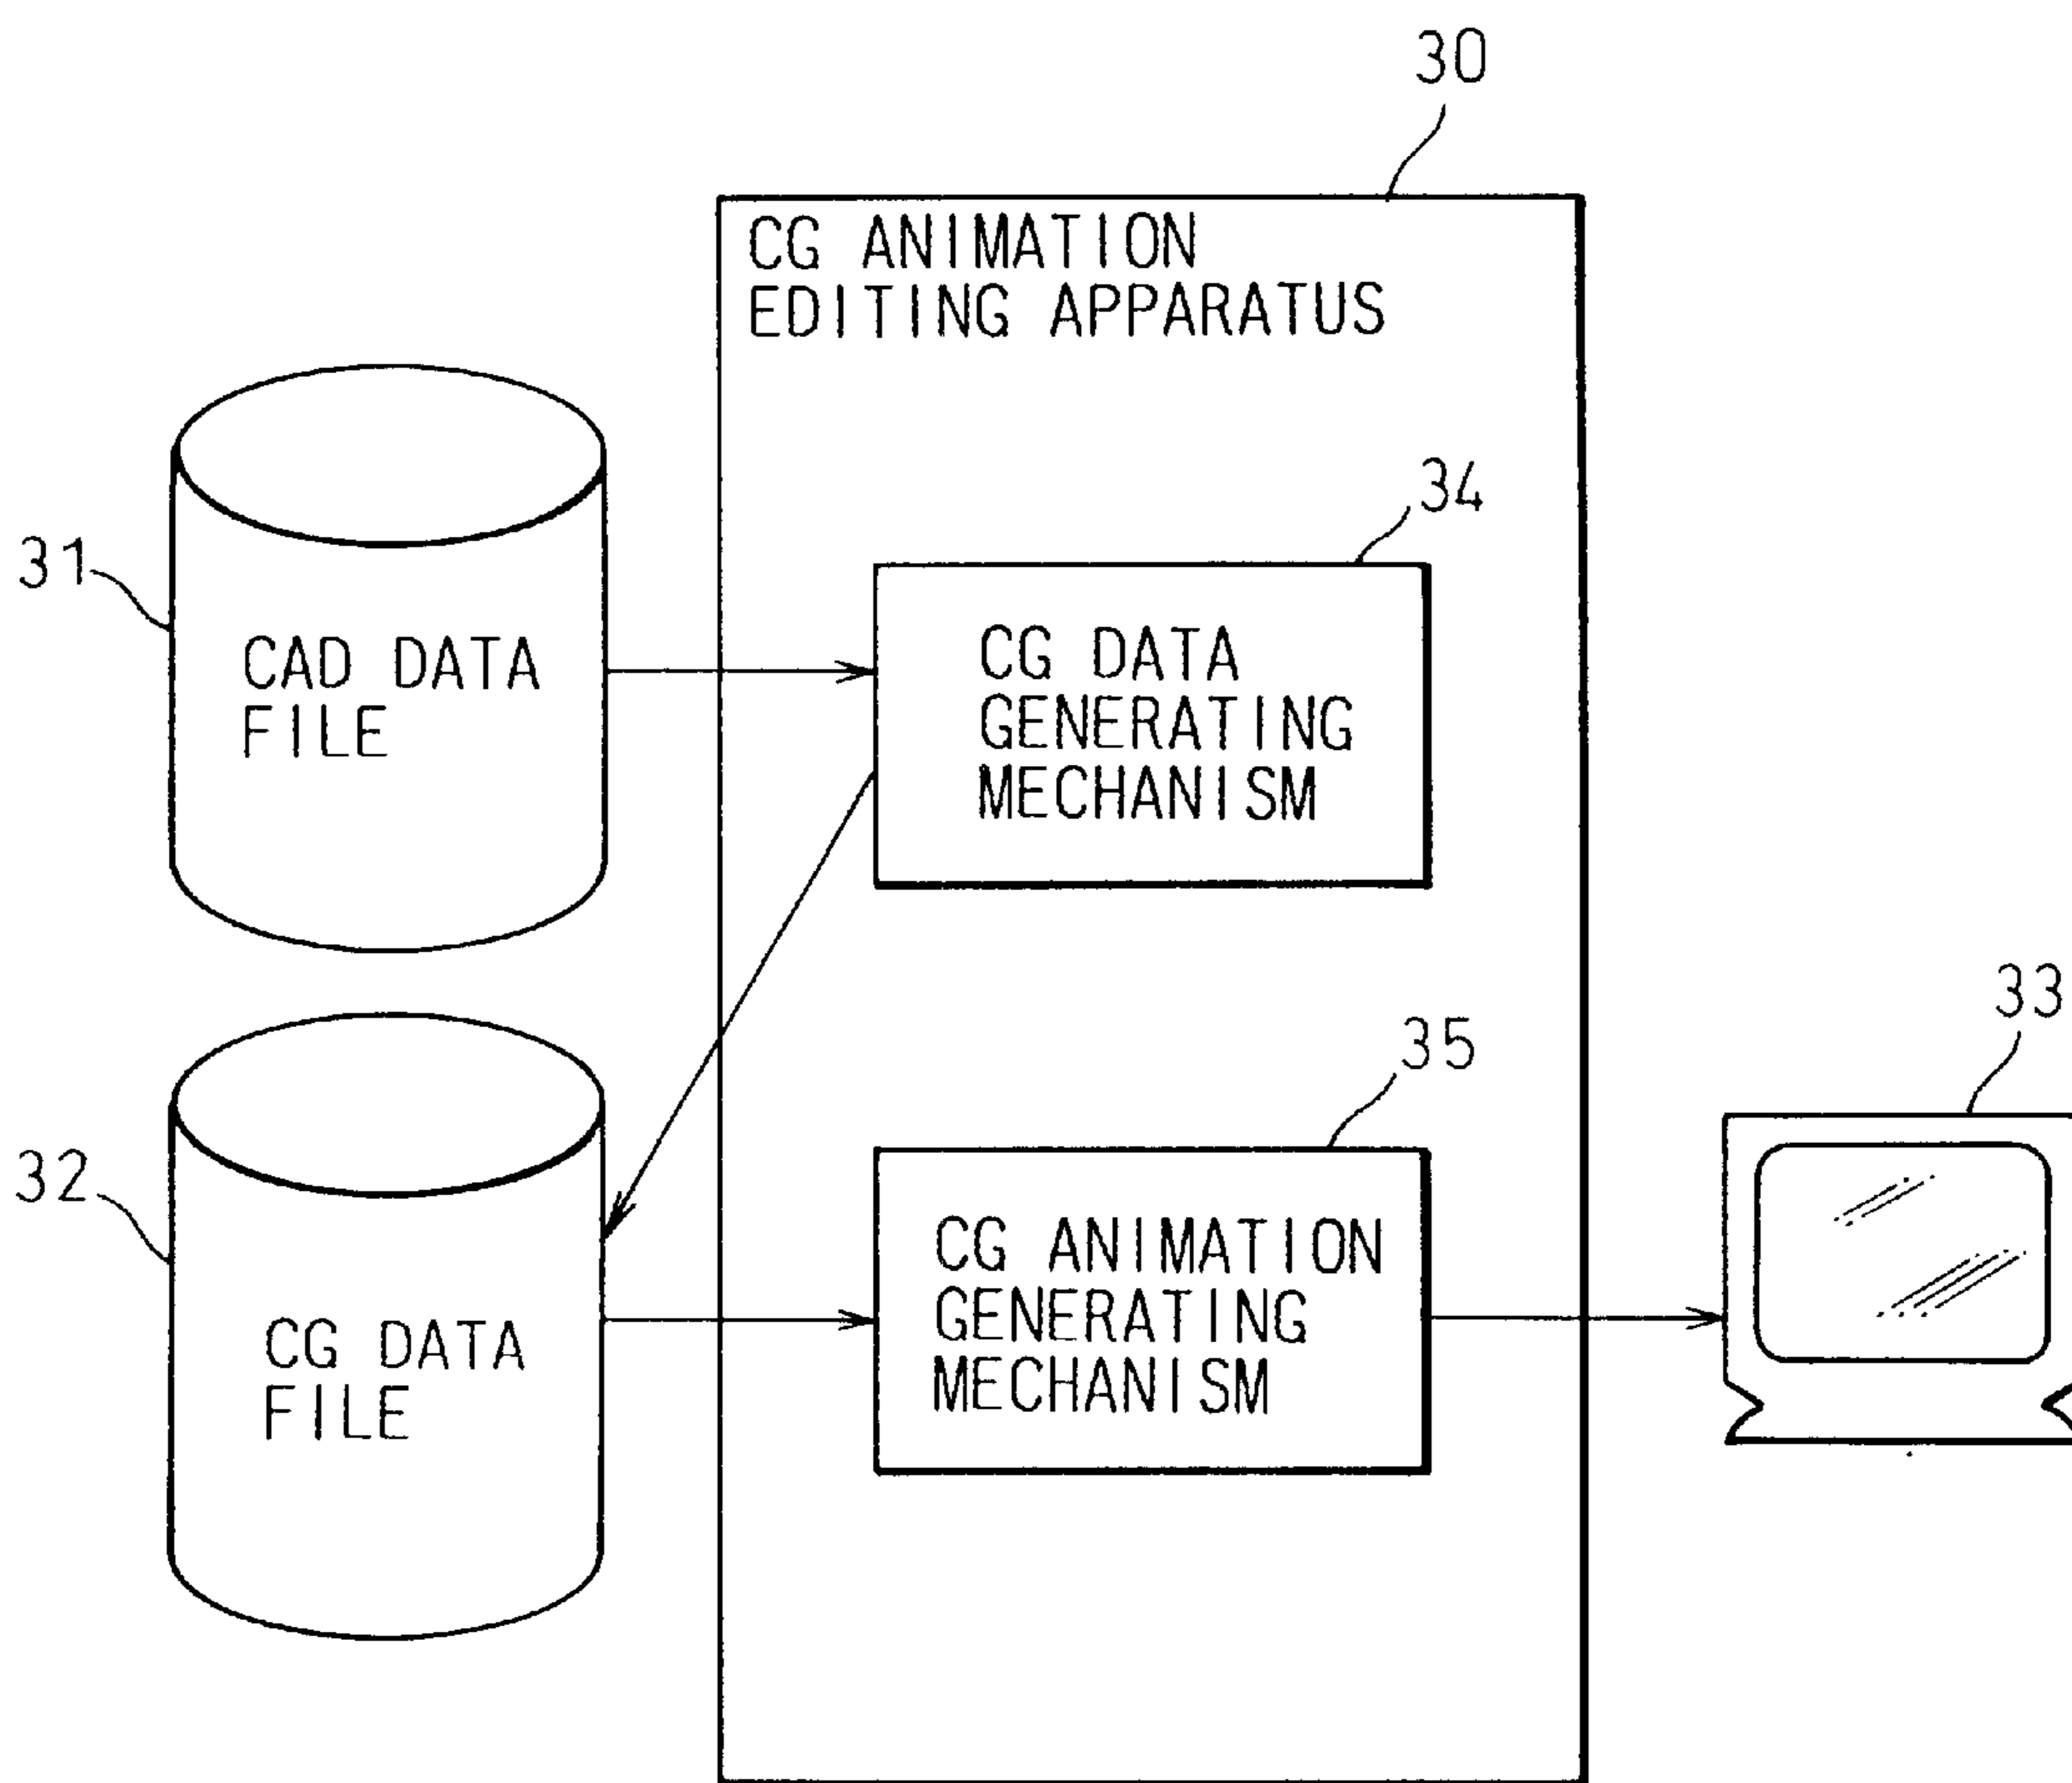 30
CG ANIMATION
EDITING APPARATUS
34
31
CAD DATA
FILE
CG DATA
GENERATING
MECHANISM
33
35
32
CG ANIMATION
GENERATING
MECHANISM
CG DATA
FILE